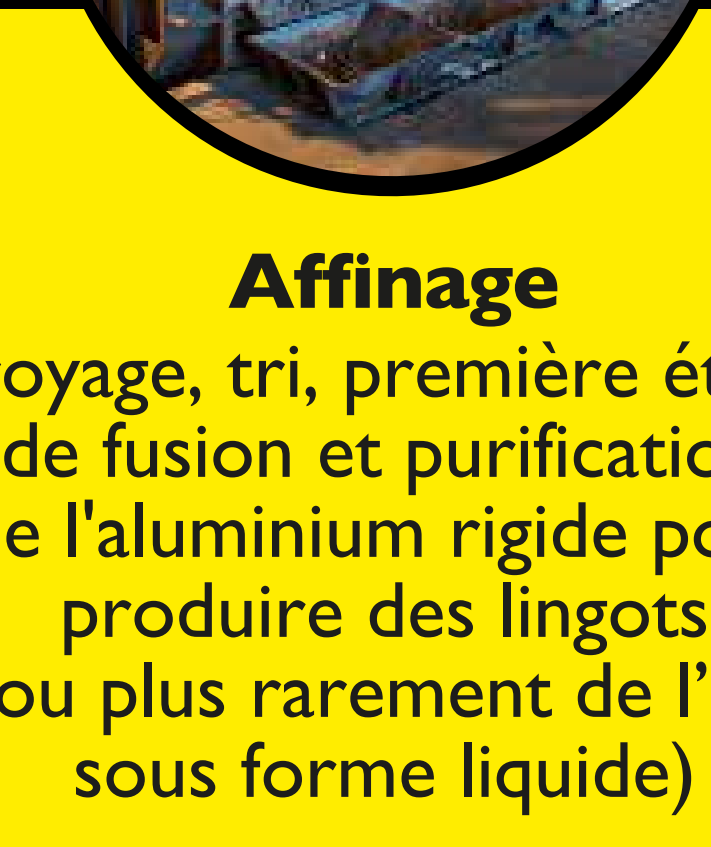 Affinage
oyage, tri, première ét
de fusion et purificatio
e l'aluminium rigide po
produire des lingots
ou plus rarement de l’
sous forme liquide)